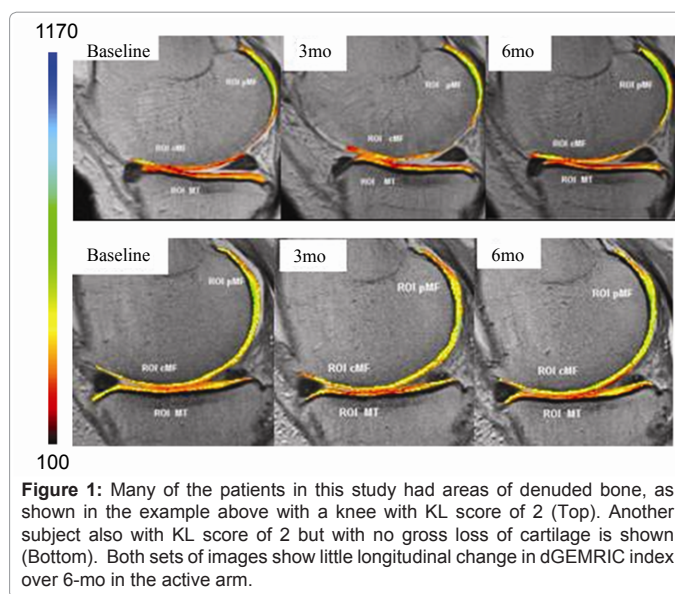 1170
Baseline
3mo
6mo
ROI pMF
ROI pMF
ROI pMF
ROI cMF
ROI cMF
ROI cMF
ROI MT
ROI MT
ROI MT
Baseline
3mo
6mo
ROI pMF
ROI pMF
ROI pMF
ROI cMF
ROI cMF
ROI cMF
ROI MT
ROI MT
ROI MT
100
Figure 1: Many of the patients in this study had areas of denuded bone, as
shown in the example above with a knee with KL score of 2 (Top). Another
subject also with KL score of 2 but with no gross loss of cartilage is shown
(Bottom). Both sets of images show little longitudinal change in dGEMRIC index
over 6-mo in the active arm.